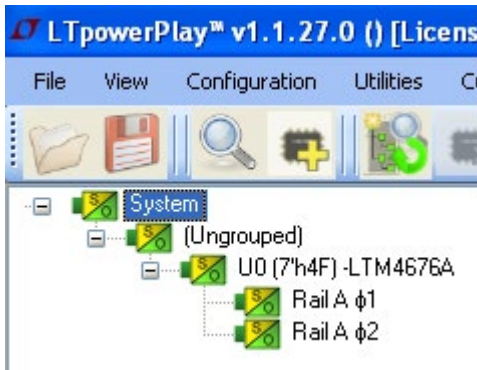 LTpowerPlay™ v1.1.27.0 () [Licens
File View Configuration Utilities
System
(Ungrouped)
U0 (7'h4F) -LTM4676A
Rail A ϕ1
Rail A ϕ2